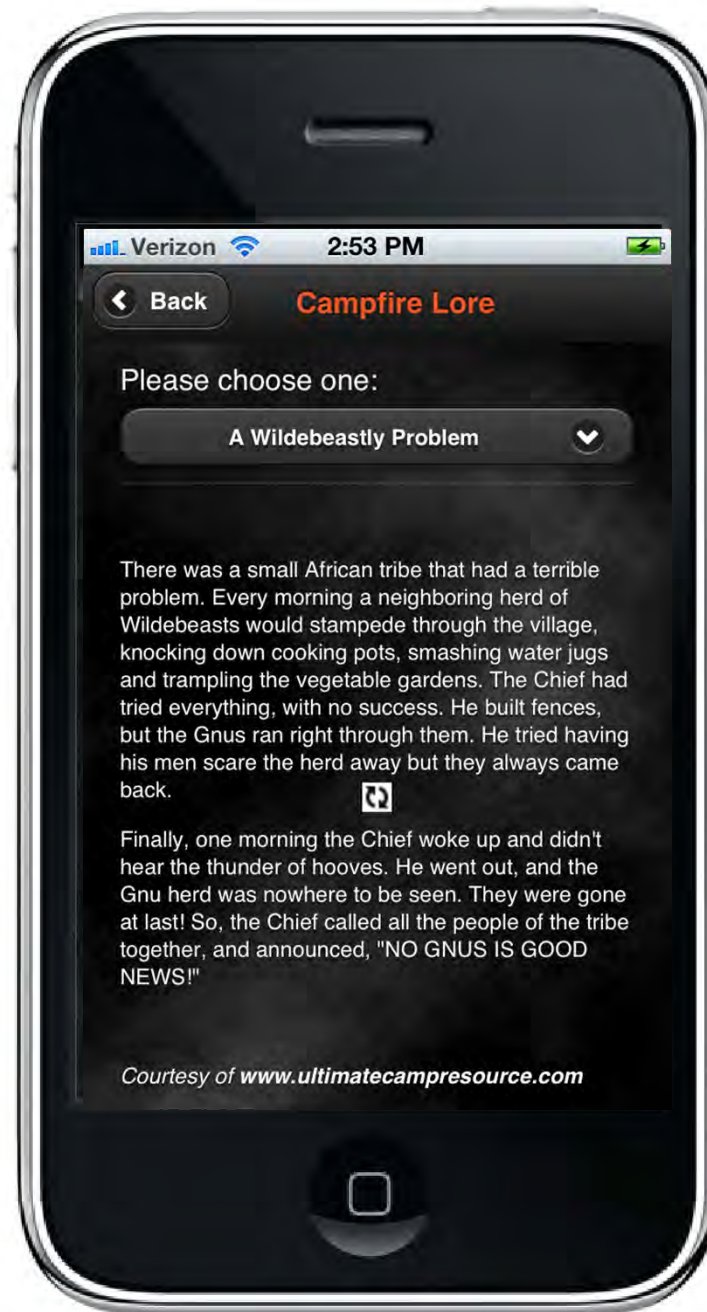 Verizon 2:53 PM
Back Campfire Lore
Please choose one:
A Wildebeastly Problem
There was a small African tribe that had a terrible
problem. Every morning a neighboring herd of
Wildebeasts would stampede through the village,
knocking down cooking pots, smashing water jugs
and trampling the vegetable gardens. The Chief had
tried everything, with no success. He built fences,
but the Gnus ran right through them. He tried having
his men scare the herd away but they always came
back.
Finally, one morning the Chief woke up and didn't
hear the thunder of hooves. He went out, and the
Gnu herd was nowhere to be seen. They were gone
at last! So, the Chief called all the people of the tribe
together, and announced, "NO GNUS IS GOOD
NEWS!"
Courtesy of www.ultimatecampresource.com